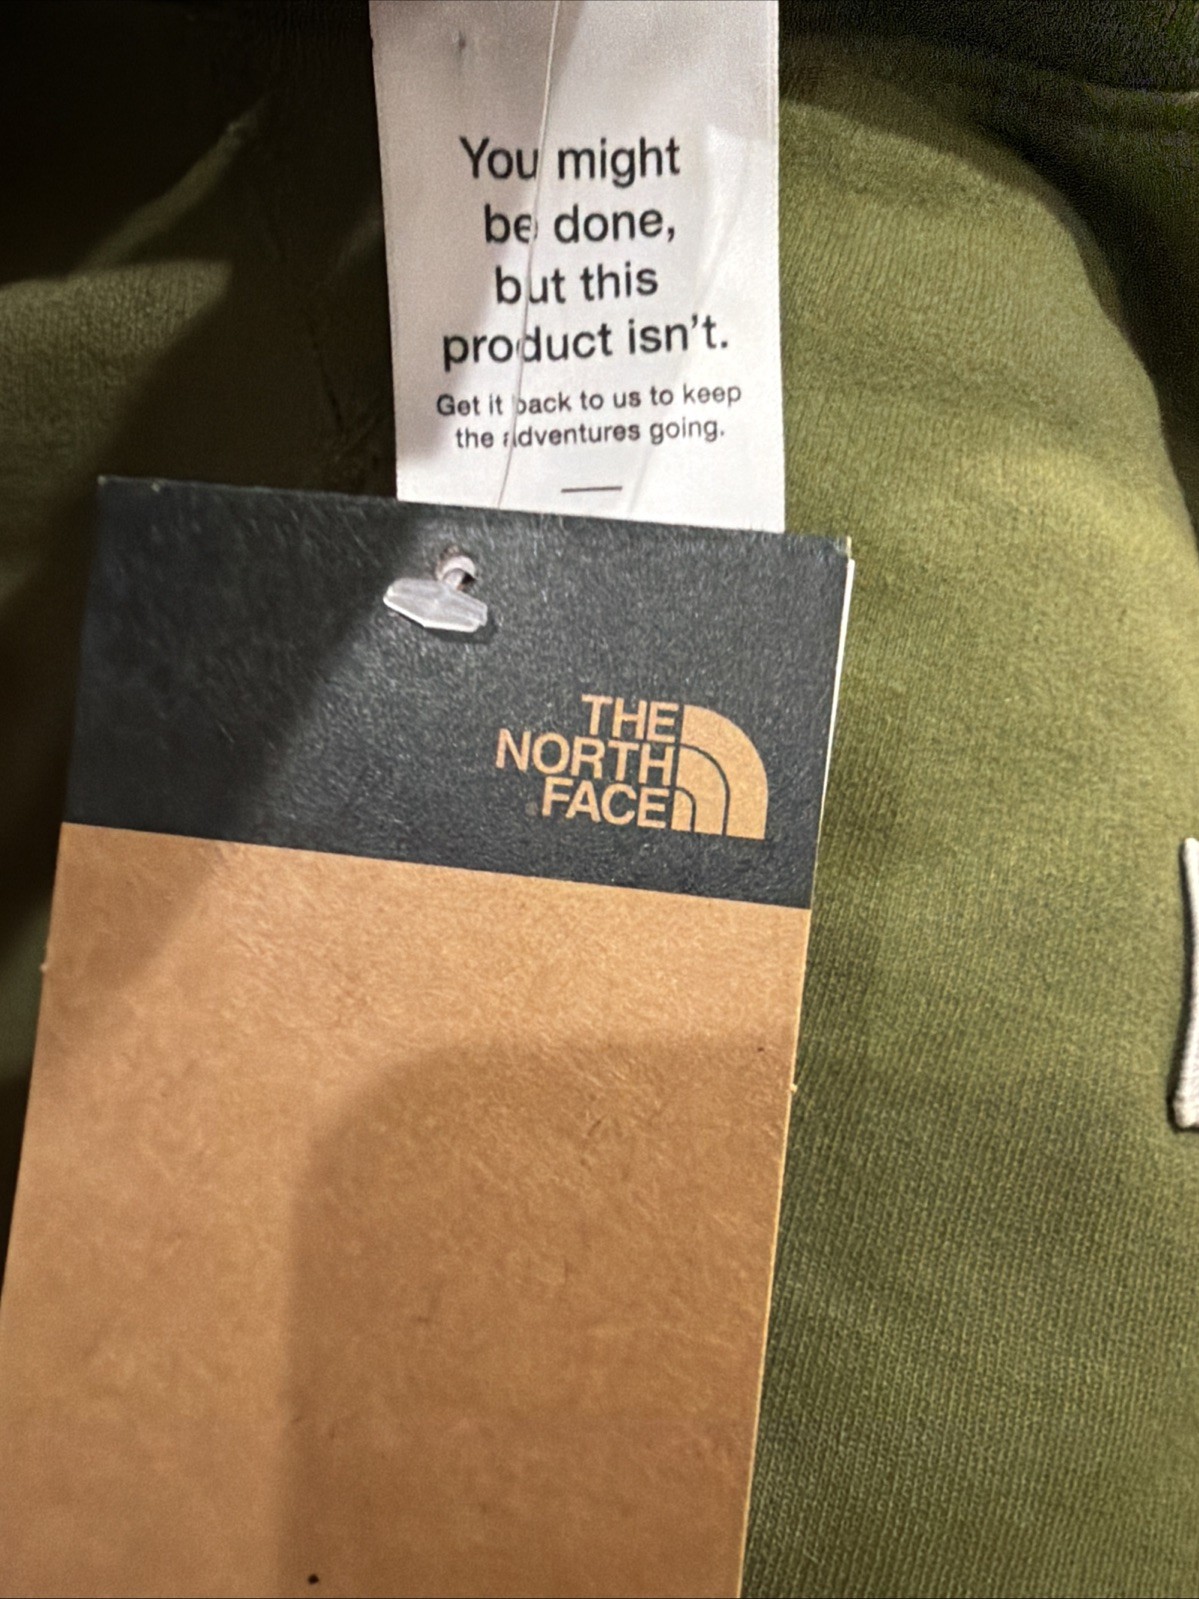 You might
be done,
but this
product isn't.
Get it back to us to keep
the adventures going.
THE
NORTH
FACE